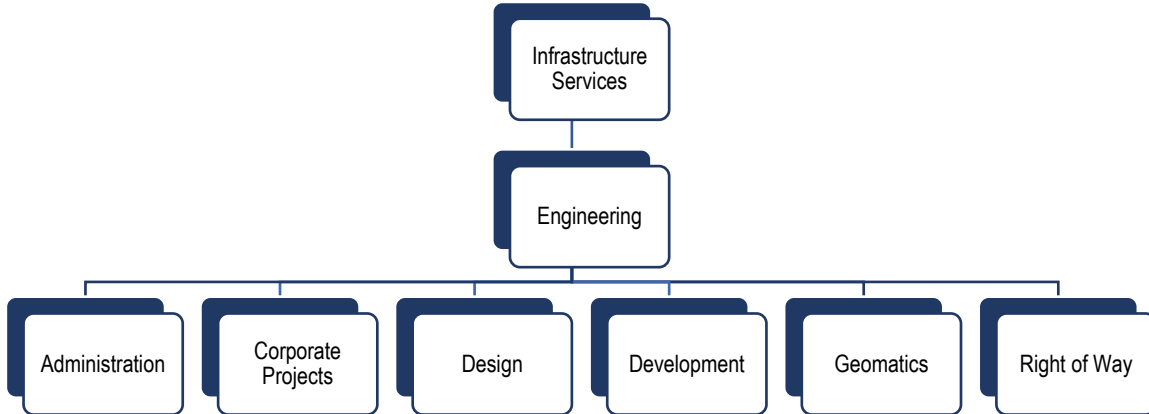 Infrastructure
Services
Engineering
Administration
Corporate
Projects
Design
Development
Geomatics
Right of Way